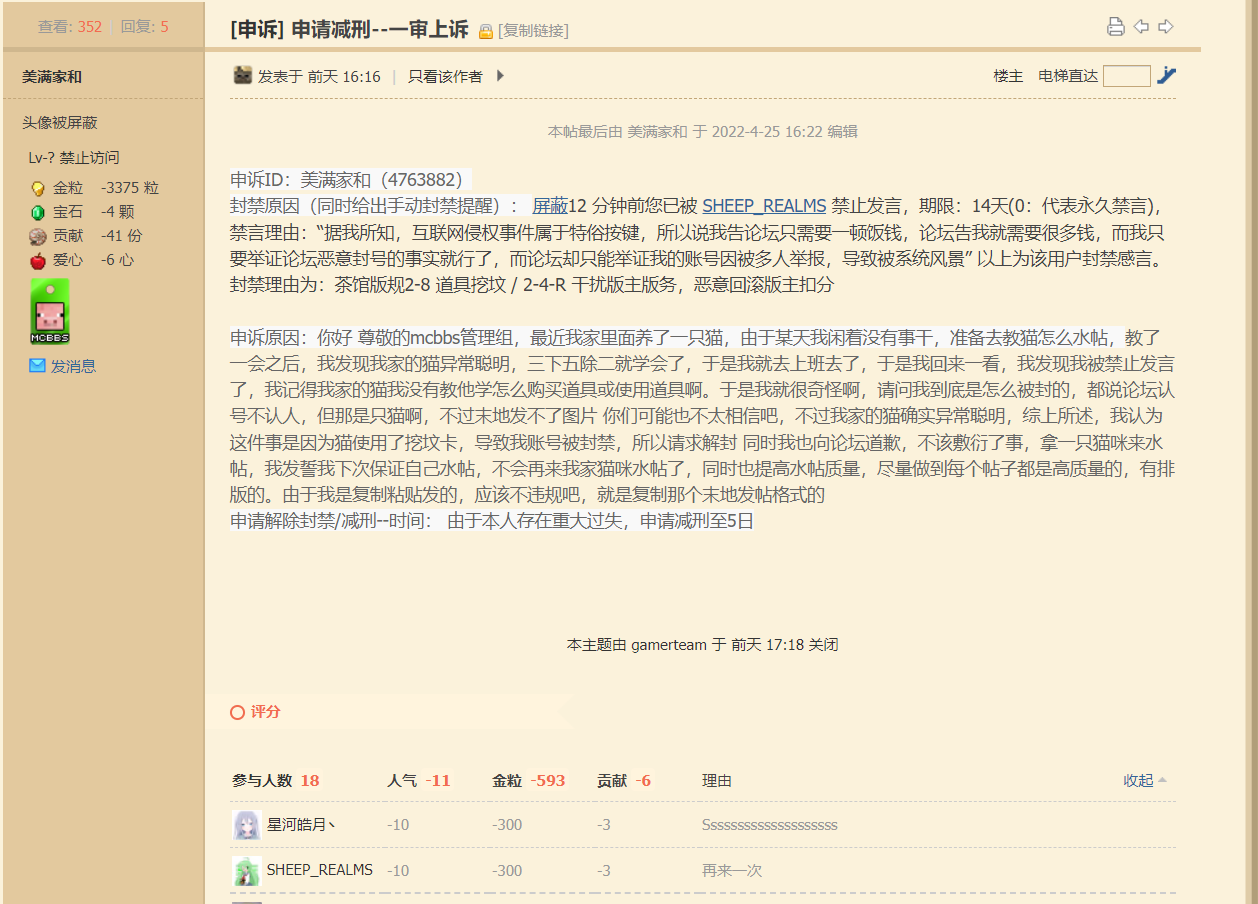 查看: 352 | 回复: 5
[申诉] 申请减刑--一审上诉 [复制链接]
美满家和
发表于 前天 16:16 | 只看该作者
楼主 电梯直达
头像被屏蔽
Lv-? 禁止访问
金粒 -3375 粒
宝石 -4 颗
贡献 -41 份
爱心 -6 心
MCBBS
发消息
本帖最后由 美满家和 于 2022-4-25 16:22 编辑
申诉ID：美满家和（4763882）
封禁原因（同时给出手动封禁提醒）： 屏蔽12 分钟前您已被 SHEEP_REALMS 禁止发言，期限：14天(0：代表永久禁言)，
禁言理由：“据我所知，互联网侵权事件属于特俗按键，所以说我告论坛只需要一顿饭钱，论坛告我就需要很多钱，而我只
要举证论坛恶意封号的事实就行了，而论坛却只能举证我的账号因被多人举报，导致被系统风景” 以上为该用户封禁感言。
封禁理由为：茶馆版规2-8 道具挖坟 / 2-4-R 干扰版主版务，恶意回滚版主扣分
申诉原因：你好 尊敬的mcbbs管理组，最近我家里面养了一只猫，由于某天我闲着没有事干，准备去教猫怎么水帖，教了
一会之后，我发现我家的猫异常聪明，三下五除二就学会了，于是我就去上班去了，于是我回来一看，我发现我被禁止发言
了，我记得我家的猫我没有教他学怎么购买道具或使用道具啊。于是我就很奇怪啊，请问我到底是怎么被封的，都说论坛认
号不认人，但那是只猫啊，不过末地发不了图片 你们可能也不太相信吧，不过我家的猫确实异常聪明，综上所述，我认为
这件事是因为猫使用了挖坟卡，导致我账号被封禁，所以请求解封 同时我也向论坛道歉，不该敷衍了事，拿一只猫咪来水
帖，我发誓我下次保证自己水帖，不会再来我家猫咪水帖了，同时也提高水帖质量，尽量做到每个帖子都是高质量的，有排
版的。由于我是复制粘贴发的，应该不违规吧，就是复制那个末地发帖格式的
申请解除封禁/减刑--时间： 由于本人存在重大过失，申请减刑至5日
本主题由 gamerteam 于 前天 17:18 关闭
评分
参与人数 18 人气 -11 金粒 -593 贡献 -6 理由 收起
星河皓月丶 -10 -300 -3 Sssssssssssssssssssss
SHEEP_REALMS -10 -300 -3 再来一次